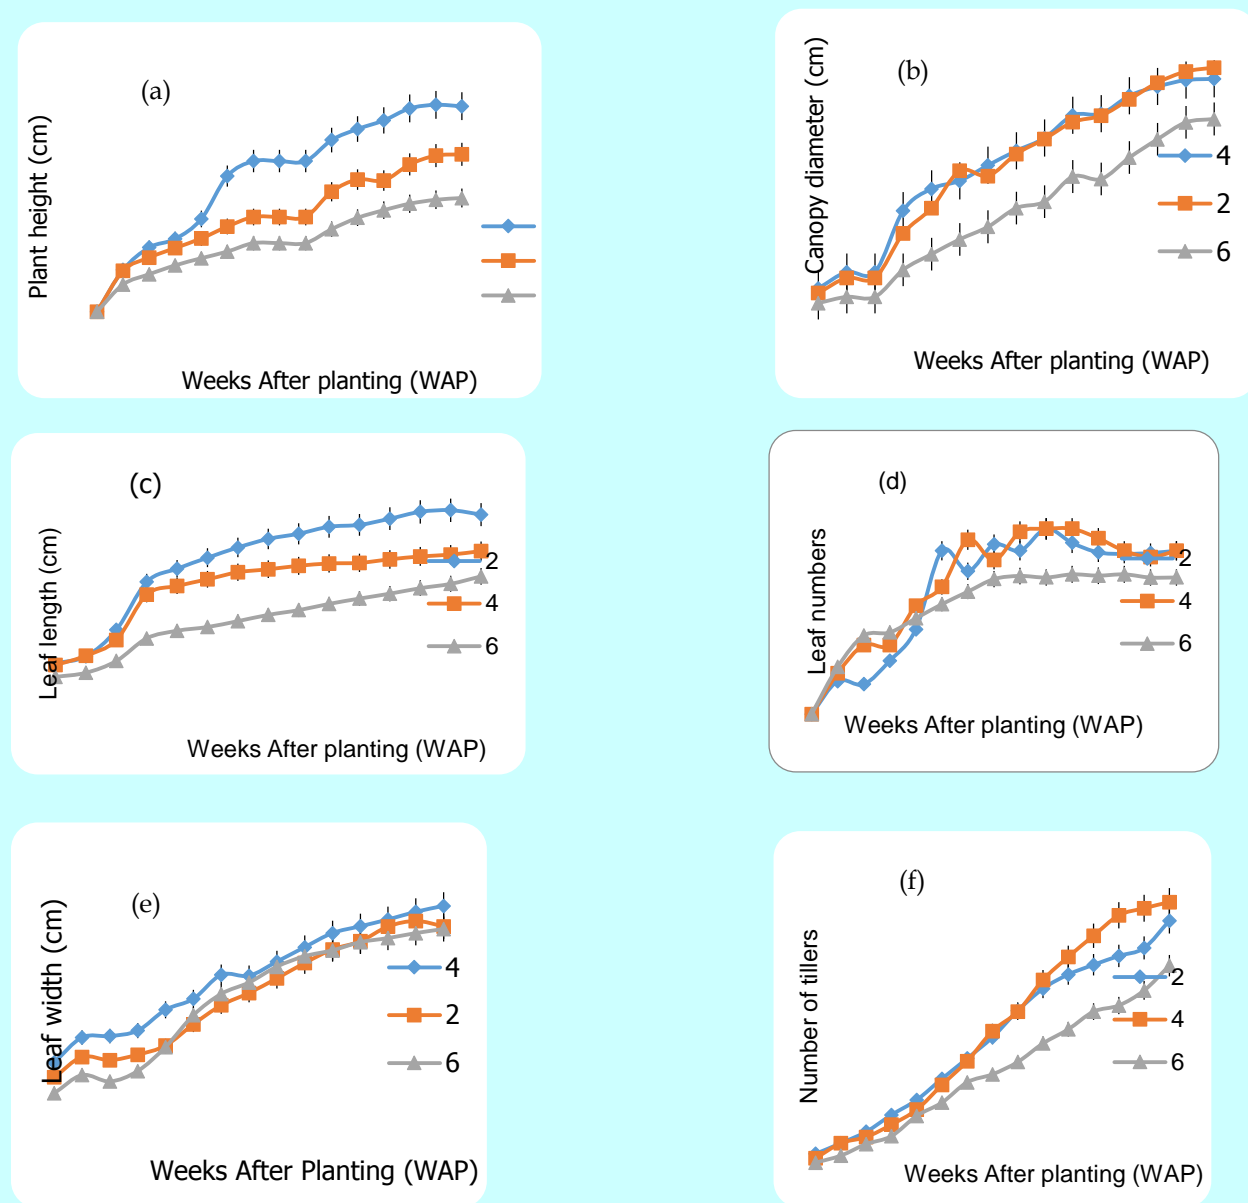 (a)
Plant height (cm)
Weeks After planting (WAP)
(b)
Canopy diameter (cm)
4
2
6
Weeks After planting (WAP)
(c)
Leaf length (cm)
2
4
6
Weeks After planting (WAP)
(d)
Leaf numbers
2
4
6
Weeks After planting (WAP)
(e)
Leaf width (cm)
4
2
6
Weeks After Planting (WAP)
(f)
Number of tillers
2
4
6
Weeks After planting (WAP)